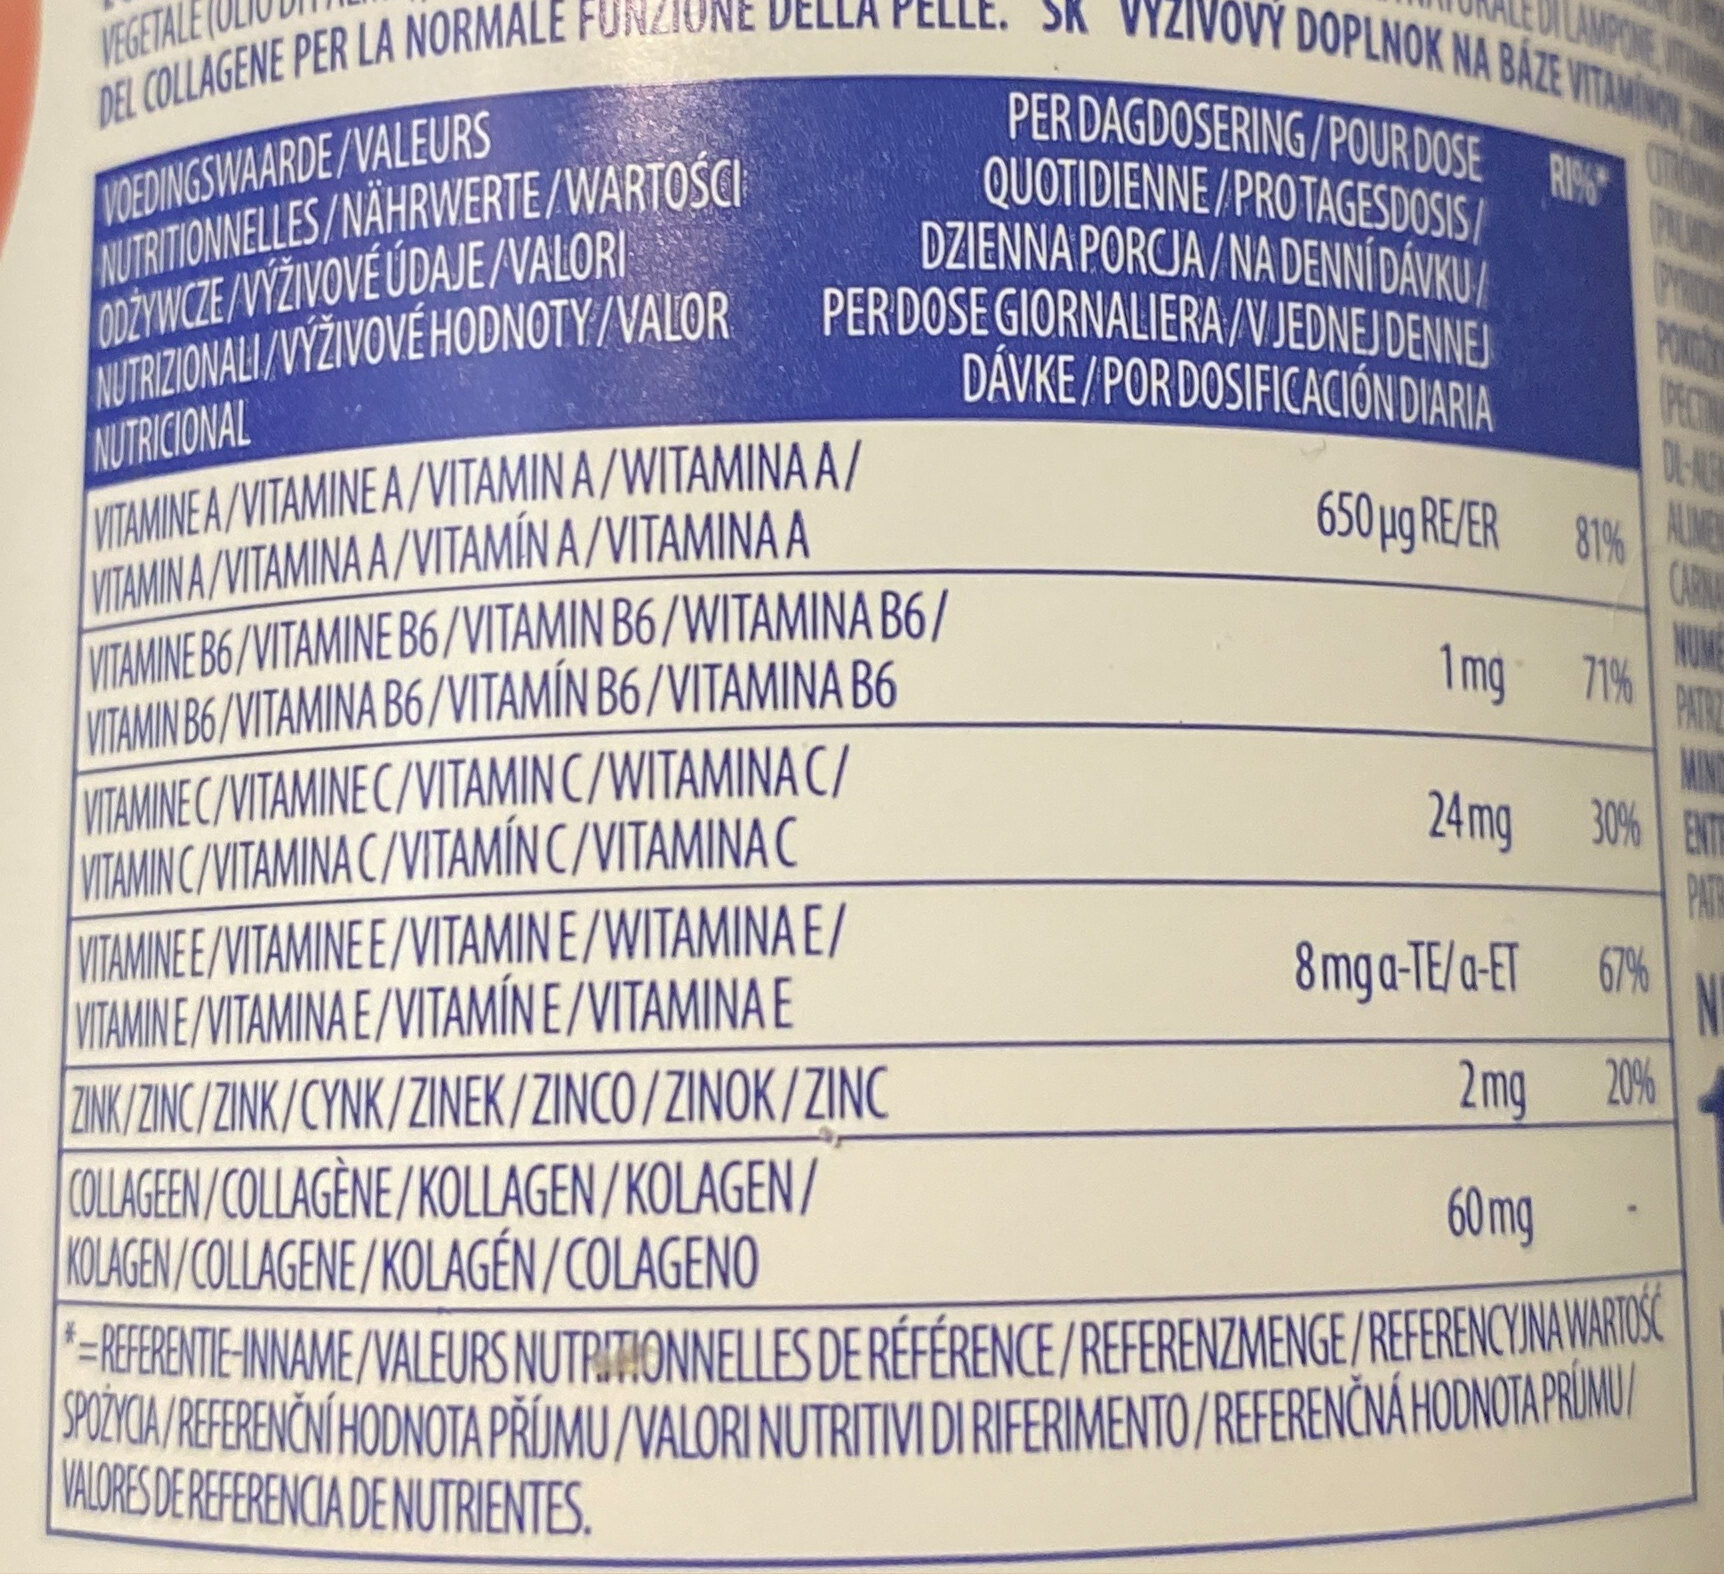 VEGETALE (OLIO DI
DEL COLLAGENE PER LA NORMALE FUNZIONE DELLA PELLE. SK VÝŽIVOVÝ DOPLNOK NA BÁZE VITAMÍNOV,
VOEDINGSWAARDE/VALEURS
NUTRITIONNELLES/NÄHRWERTE/WARTOŚCI
ODŻYWCZE/VÝŽIVOVÉ ÚDAJE/VALORI
NUTRIZIONALI/VÝŽIVOVÉ HODNOTY/VALOR
NUTRICIONAL
PER DAGDOSERING/POUR DOSE
QUOTIDIENNE/PRO TAGESDOSIS/
DZIENNA PORCJA/NA DENNÍ DÁVKU/
PER DOSE GIORNALIERA/V JEDNEJ DENNEJ
DÁVKE/POR DOSIFICACIÓN DIARIA
RI%*
VITAMINE A/VITAMINE A/VITAMIN A/WITAMINA A/
VITAMIN A/VITAMINA A/VITAMÍN A/VITAMINA A
650 µg RE/ER 81%
VITAMINE B6/VITAMINE B6/VITAMIN B6/WITAMINA B6/
VITAMIN B6/VITAMINA B6/VITAMÍN B6/VITAMINA B6
1 mg 71%
VITAMINE C/VITAMINE C/VITAMIN C/WITAMINA C/
VITAMIN C/VITAMINA C/VITAMÍN C/VITAMINA C
24 mg 30%
VITAMINE E/VITAMINE E/VITAMIN E/WITAMINA E/
VITAMIN E/VITAMINA E/VITAMÍN E/VITAMINA E
8 mg α-TE/α-ET 67%
ZINK/ZINC/ZINK/CYNK/ZINEK/ZINCO/ZINOK/ZINC 2 mg 20%
COLLAGEEN/COLLAGÈNE/KOLLAGEN/KOLAGEN/
KOLAGEN/COLLAGENE/KOLAGÉN/COLAGENO
60 mg -
*=REFERENTIE-INNAME/VALEURS NUTRITIONNELLES DE RÉFÉRENCE/REFERENZMENGE/REFERENCYJNA WARTOŚĆ
SPOŻYCIA/REFERENČNÍ HODNOTA PŘÍJMU/VALORI NUTRITIVI DI RIFERIMENTO/REFERENČNÁ HODNOTA PRÍJMU/
VALORES DE REFERENCIA DE NUTRIENTES.